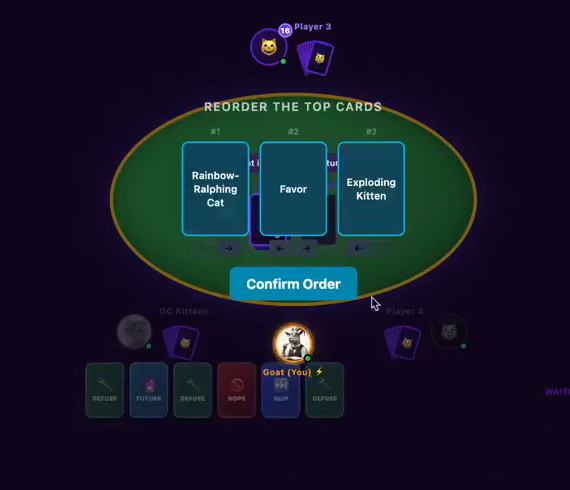 16
Player 3
REORDER THE TOP CARDS
#1
#2
#3
Rainbow-
Ralphing
Cat
Favor
Exploding
Kitten
→
← →
←
Confirm Order
DC Kittens
Player 4
Goat (You) ⚡
DEFUSE
FUTURE
DEFUSE
NOPE
SKIP
DEFUSE